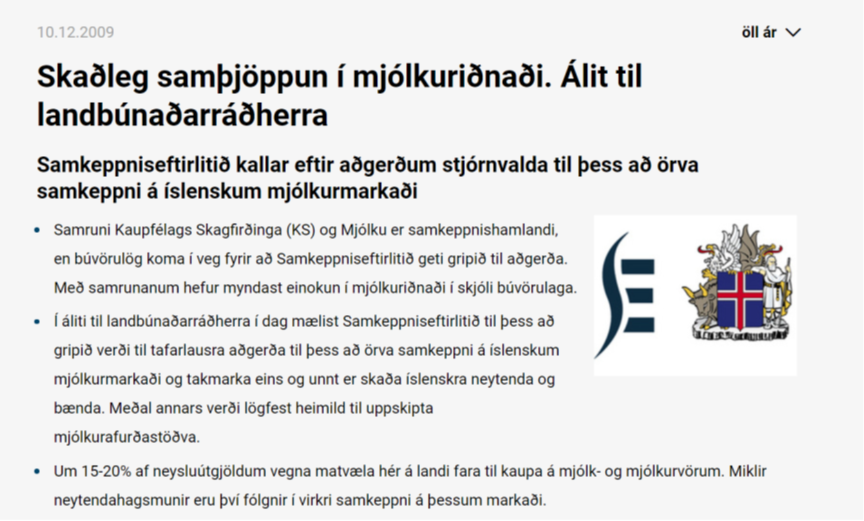 10.12.2009
öll ár
Skaðleg samþjöppun í mjólkuriðnaði. Álit til
landbúnaðarráðherra
Samkeppniseftirlitið kallar eftir aðgerðum stjórnvalda til þess að örva
samkeppni á íslenskum mjólkurmarkaði
Samruni Kaupfélags Skagfirðinga (KS) og Mjólku er samkeppnishamlandi,
en búvörulög koma í veg fyrir að Samkeppniseftirlitið geti gripið til aðgerða.
Með samrunanum hefur myndast einokun í mjólkuriðnaði í skjóli búvörulaga.
Í áliti til landbúnaðarráðherra í dag mælist Samkeppniseftirlitið til þess að
gripið verði til tafarlausra aðgerða til þess að örva samkeppni á íslenskum
mjólkurmarkaði og takmarka eins og unnt er skaða íslenskra neytenda og
bænda. Meðal annars verði lögfest heimild til uppskipta
mjólkurafurðastöðva.
Um 15-20% af neysluútgjöldum vegna matvæla hér á landi fara til kaupa á mjólk- og mjólkurvörum. Miklir
neytendahagsmunir eru því fólgnir í virkri samkeppni á þessum markaði.